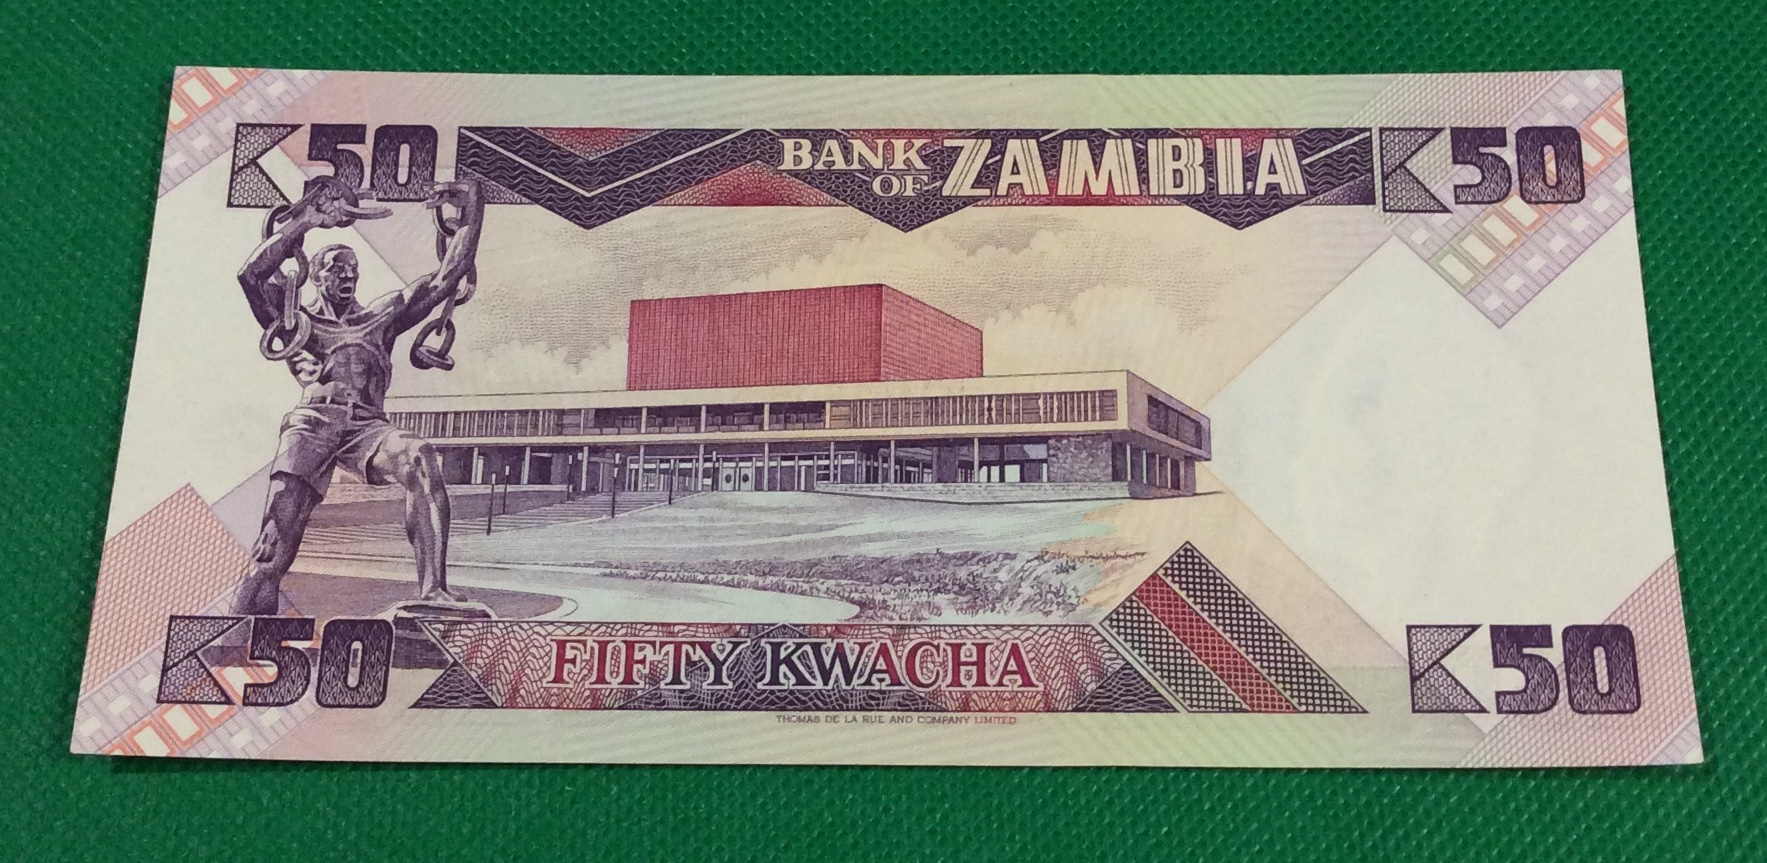 K50
BANK OF ZAMBIA
K50
K50
FIFTY KWACHA
K50
THOMAS DE LA RUE AND COMPANY LIMITED